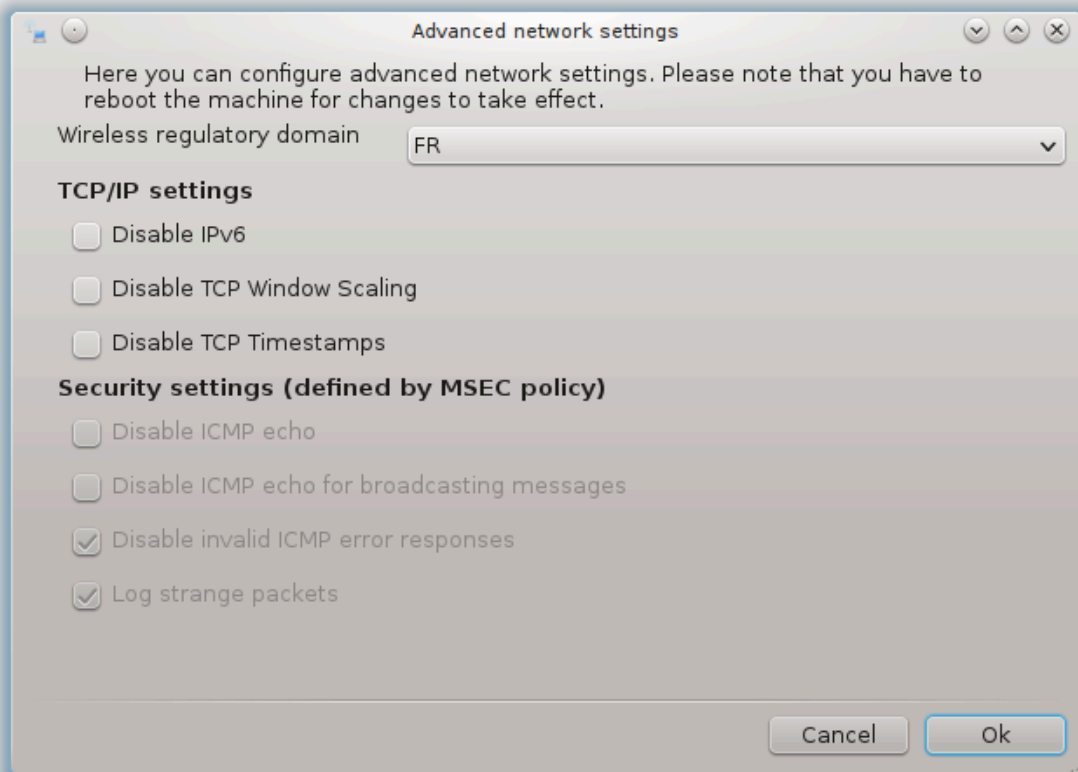 Advanced network settings
Here you can configure advanced network settings. Please note that you have to
reboot the machine for changes to take effect.
Wireless regulatory domain
FR
TCP/IP settings
Disable IPv6
Disable TCP Window Scaling
Disable TCP Timestamps
Security settings (defined by MSEC policy)
Disable ICMP echo
Disable ICMP echo for broadcasting messages
Disable invalid ICMP error responses
Log strange packets
Cancel
Ok